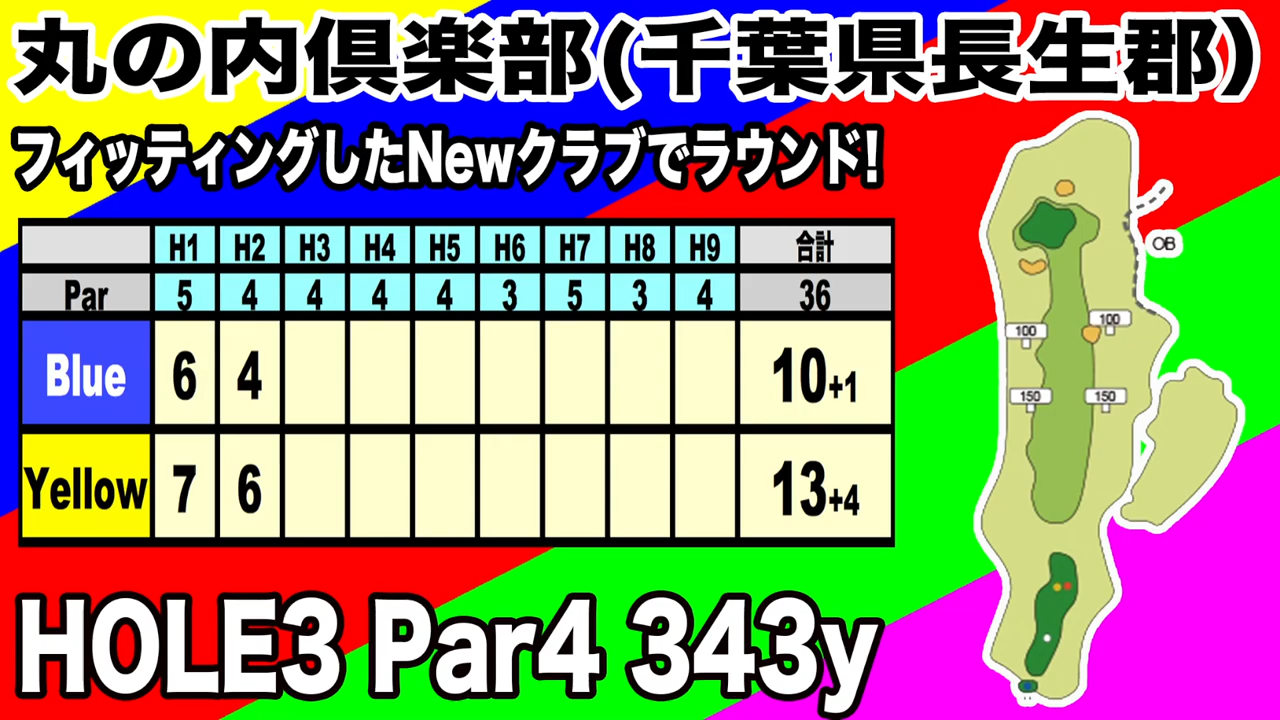 丸の内倶楽部(千葉県長生郡)
フィッティングしたNewクラブでラウンド!
H1 H2 H3 H4 H5 H6 H7 H8 H9 合計
Par 5 4 4 4 4 3 5 3 4 36
Blue 6 4 10+1
Yellow 7 6 13+4
HOLE3 Par4 343y
OB
100 100
150 150